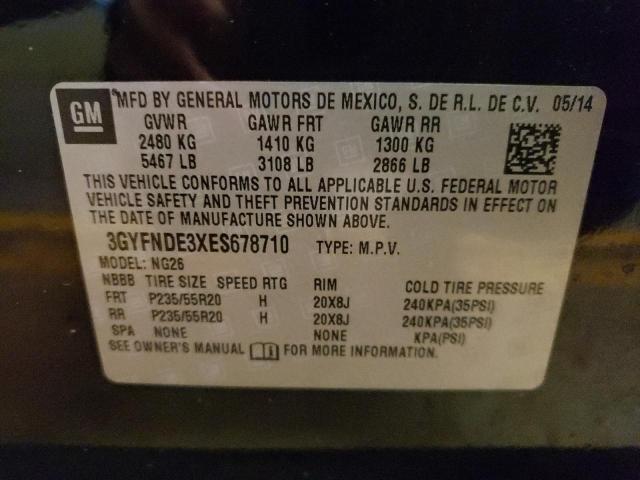 GM MFD BY GENERAL MOTORS DE MEXICO, S. DE R.L. DE C.V. 05/14
GVWR GAWR FRT GAWR RR
2480 KG 1410 KG 1300 KG
5467 LB 3108 LB 2866 LB
THIS VEHICLE CONFORMS TO ALL APPLICABLE U.S. FEDERAL MOTOR
VEHICLE SAFETY AND THEFT PREVENTION STANDARDS IN EFFECT ON
THE DATE OF MANUFACTURE SHOWN ABOVE.
3GYFNDE3XES678710 TYPE: M.P.V.
MODEL: NG26
NBBB TIRE SIZE SPEED RTG RIM COLD TIRE PRESSURE
FRT P235/55R20 H 20X8J 240KPA(35PSI)
RR P235/55R20 H 20X8J 240KPA(35PSI)
SPA NONE NONE KPA(PSI)
SEE OWNER'S MANUAL FOR MORE INFORMATION.